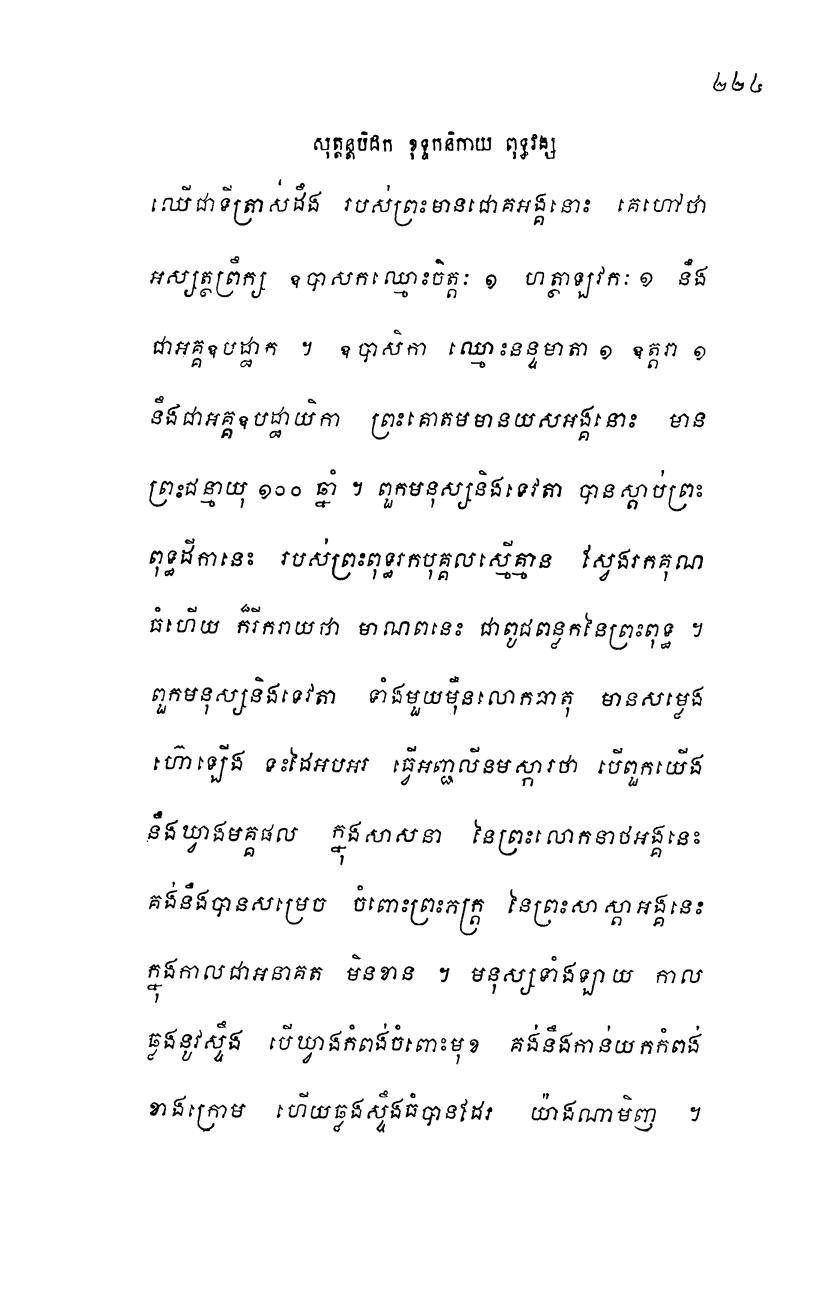 ២២៤
សុត្តន្តបិដក ខុទ្ទកនិកាយ ពុទ្ធវង្ស
ឈើជាទីត្រាស់ដឹង របស់ព្រះមានជោគអង្គនោះ គេហៅថា
អស្សត្ថព្រឹក្ស ឧបាសកឈ្មោះចិត្តៈ ១ ហត្ថាឡវកៈ ១ នឹង
ជាអគ្គឧបដ្ឋាក ។ ឧបាសិកា ឈ្មោះនន្ទមាតា ១ ឧត្តរា ១
នឹងជាអគ្គឧបដ្ឋាយិកា ព្រះគោតមមានយសអង្គនោះ មាន
ព្រះជន្មាយុ ១០០ ឆ្នាំ ។ ពួកមនុស្សនិងទេវតា បានស្តាប់ព្រះ
ពុទ្ធដីកានេះ របស់ព្រះពុទ្ធរកបុគ្គលស្មើគ្មាន ស្វែងរកគុណ
ធំហើយ ក៏រីករាយថា មាណពនេះ ជាពូជពន្លកនៃព្រះពុទ្ធ ។
ពួកមនុស្សនិងទេវតា ទាំងមួយម៉ឺនលោកធាតុ មានសម្លេង
ហ៊ោឡើង ទះដៃអបអរ ធ្វើអញ្ជលីនមស្ការថា បើពួកយើង
នឹងឃ្វាងមគ្គផល ក្នុងសាសនា នៃព្រះលោកនាថអង្គនេះ
គង់នឹងបានសម្រេច ចំពោះព្រះភក្ត្រ នៃព្រះសាស្តាអង្គនេះ
ក្នុងកាលជាអនាគត មិនខាន ។ មនុស្សទាំងឡាយ កាល
ឆ្លងនូវស្ទឹង បើឃ្វាងកំពង់ចំពោះមុខ គង់នឹងកាន់យកកំពង់
ខាងក្រោម ហើយឆ្លងស្ទឹងធំបានដែរ យ៉ាងណាមិញ ។